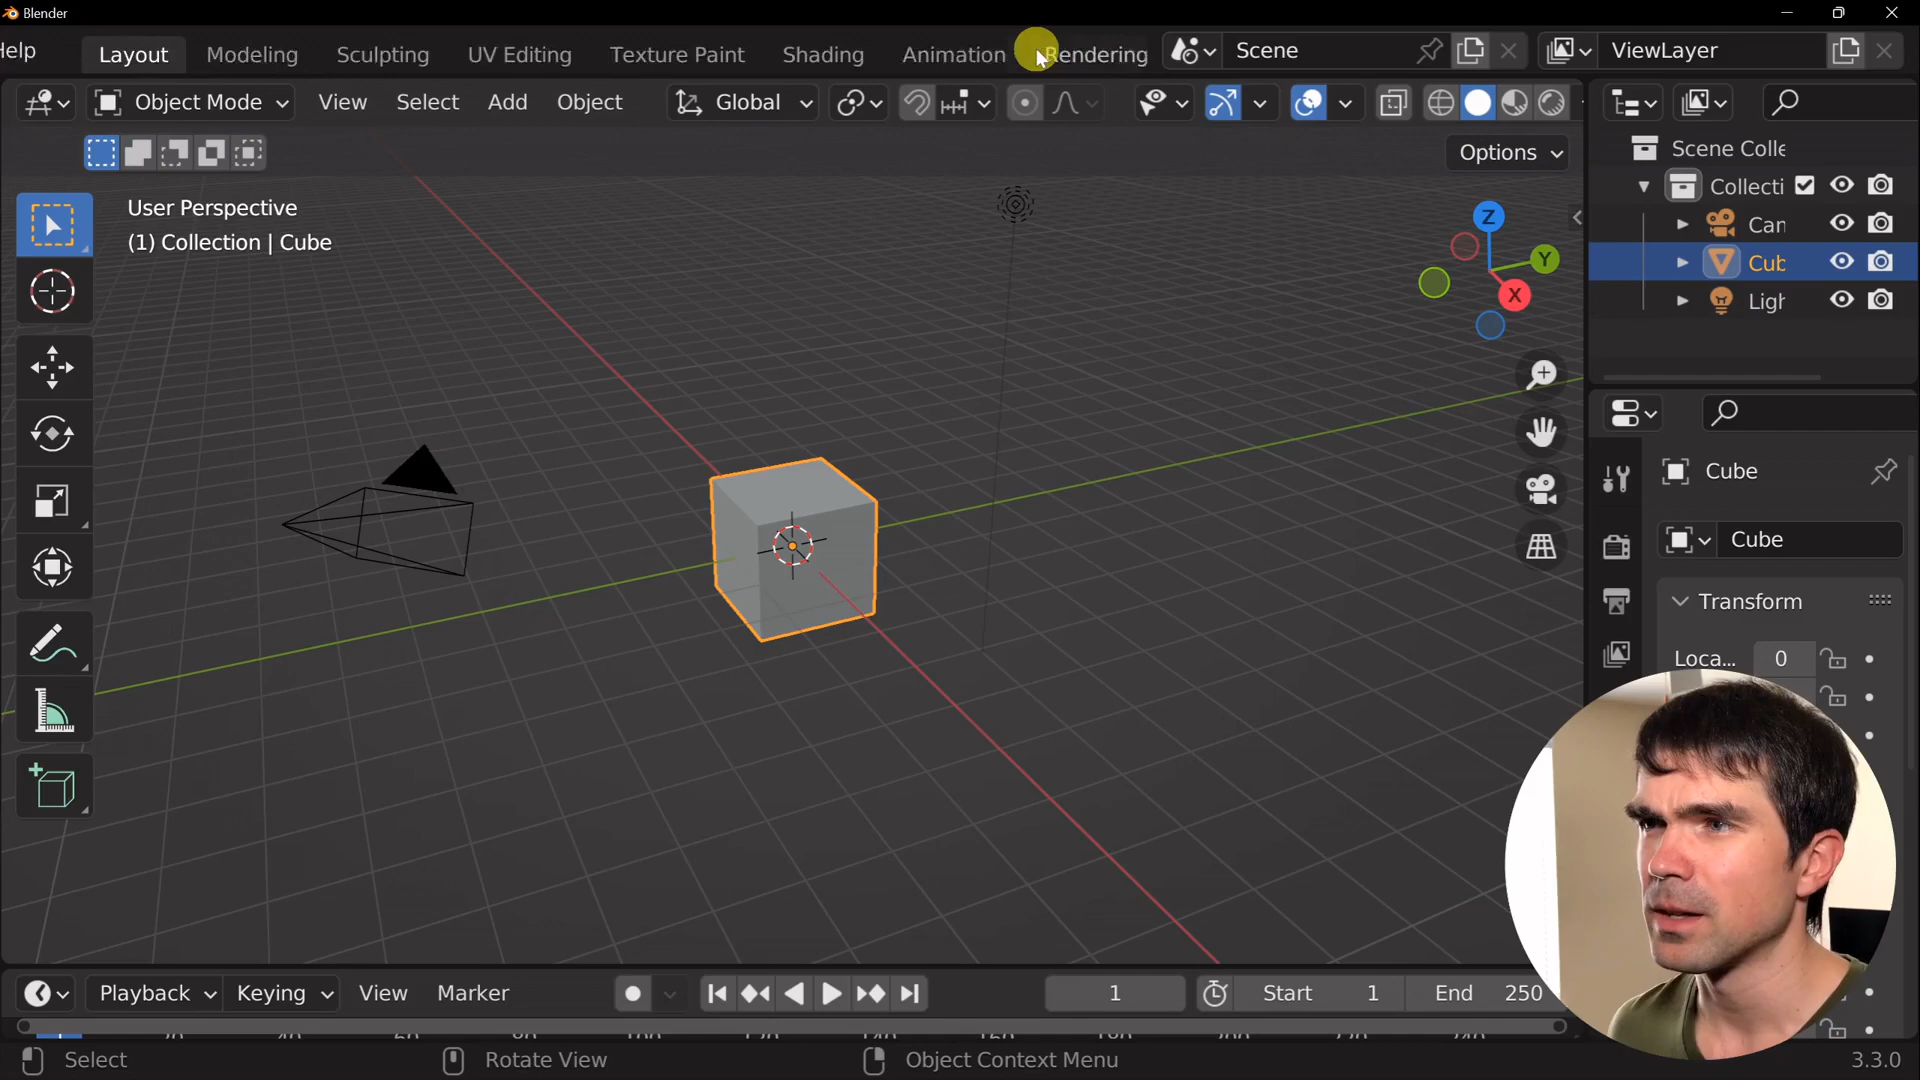 Blender
Help Layout Modeling Sculpting UV Editing Texture Paint Shading Animation Rendering Scene ViewLayer
Object Mode View Select Add Object Global
Options
User Perspective
(1) Collection | Cube
Z
Y
X
Scene Colle
Collecti
Can
Cub
Ligh
Cube
Cube
Transform
Loca... 0
Playback Keying View Marker 1 Start 1 End 250
1
Select Rotate View Object Context Menu 3.3.0